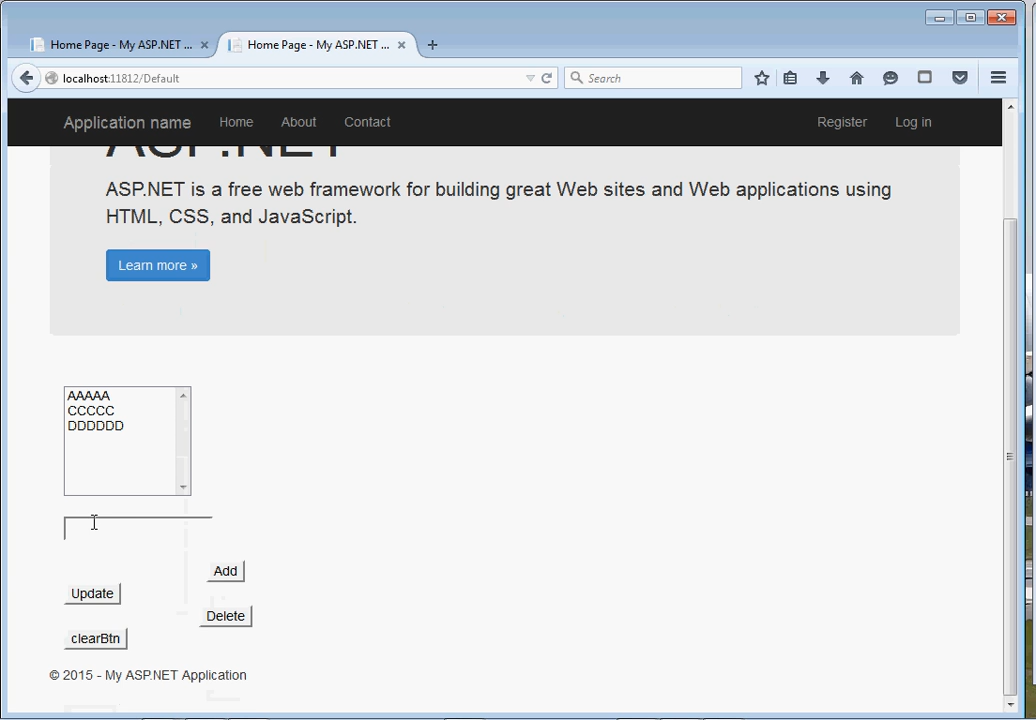 Home Page - My ASP.NET ...
Home Page - My ASP.NET ...
localhost:11812/Default
Search
Application name
Home
About
Contact
Register
Log in
ASP.NET
ASP.NET is a free web framework for building great Web sites and Web applications using
HTML, CSS, and JavaScript.
Learn more »
AAAAA
CCCCC
DDDDDD
Add
Update
Delete
clearBtn
© 2015 - My ASP.NET Application